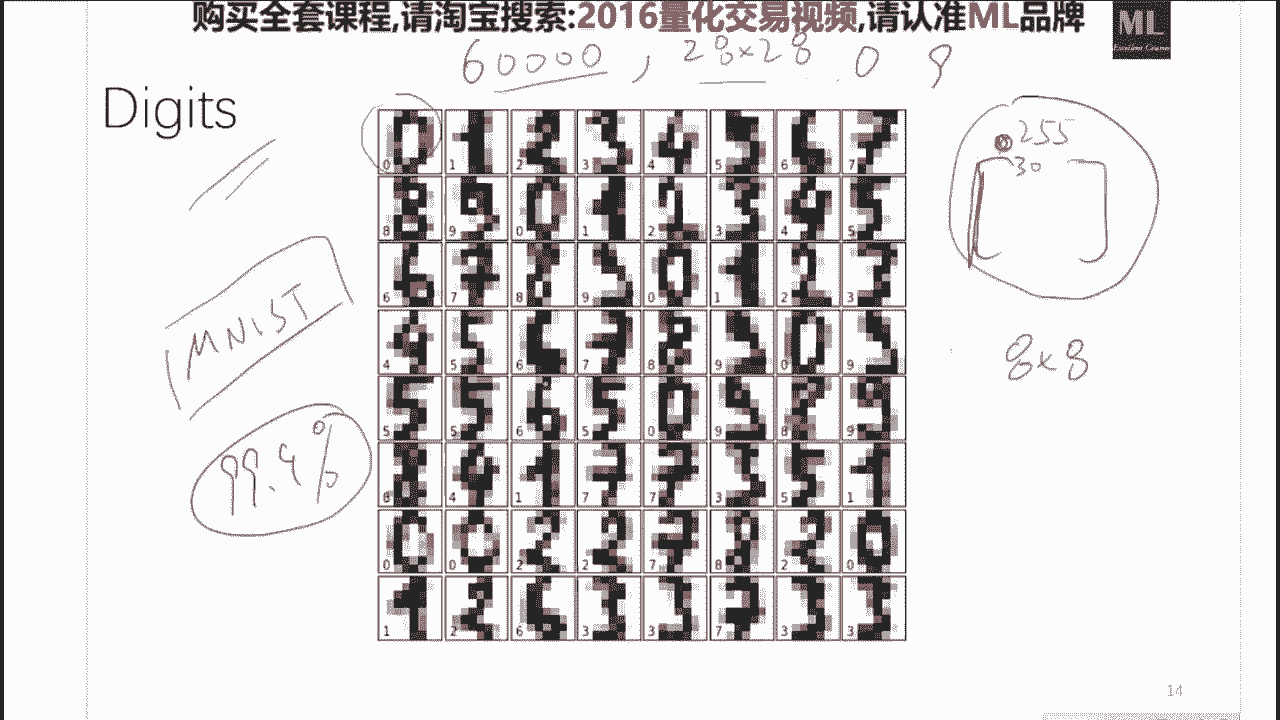 购买全套课程,请淘宝搜索:2016量化交易视频,请认准ML品牌
ML
Excellent Course
60000 , 28×28 0 9
Digits
255
30
0 1 2 3 4 5 6 7
8 9 0 1 2 3 4 5
6 7 8 9 0 1 2 3
MNIST
4 5 6 7 8 9 0 9
8×8
5 5 6 5 0 9 8 9
99.4%
8 4 1 7 7 3 5 1
0 0 2 2 7 8 2 0
1 2 6 3 3 7 3 3
14